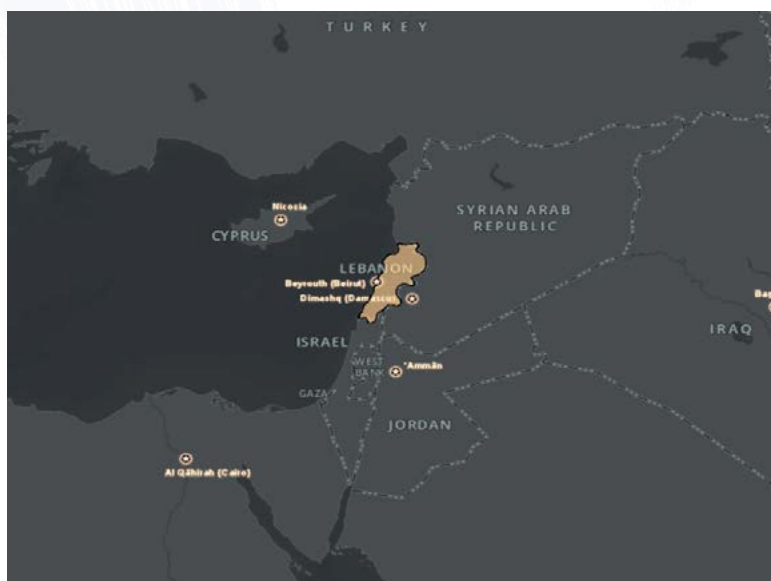 TURKEY
Nicosia
CYPRUS
SYRIAN ARAB
REPUBLIC
LEBANON
Beyrouth (Beirut)
Dimashq (Damascus)
ISRAEL
WEST
BANK
'Ammān
GAZA
JORDAN
IRAQ
Al Qāhirah (Cairo)